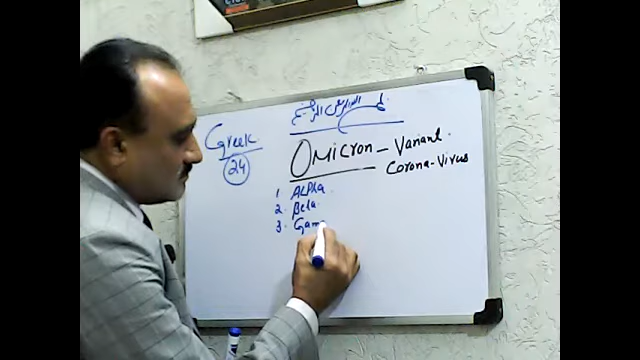 Greek
24
OMicron - Variant.
Corona-Virus
1 ALPha
2. Beta
3. Gam